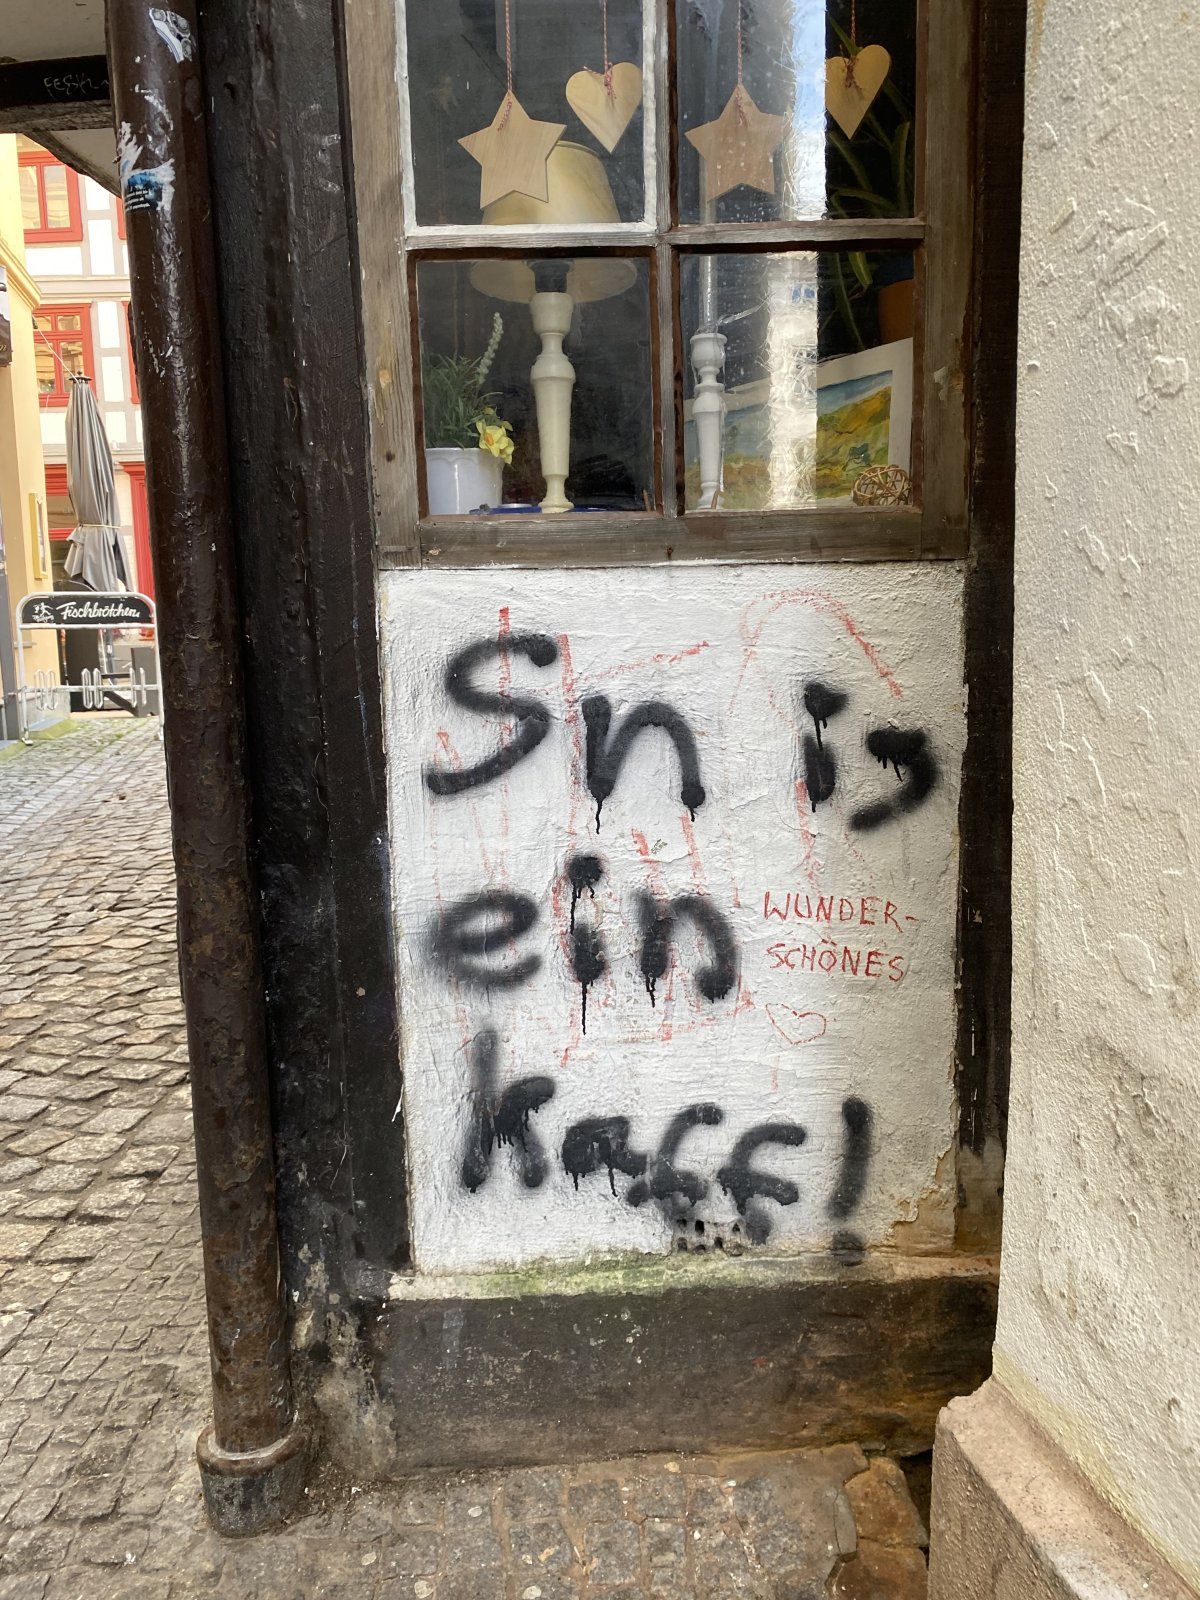 Fischbrötchen
Sn is
ein
WUNDER-
SCHÖNES
kaff!